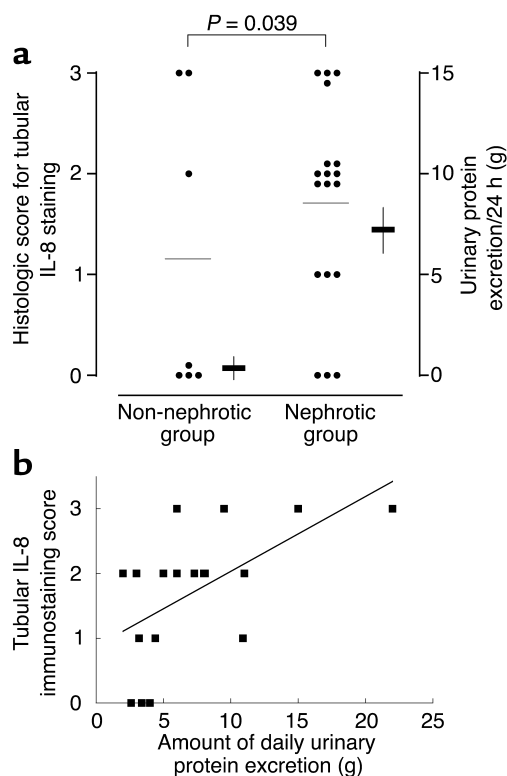 a
P = 0.039
Histologic score for tubular
IL-8 staining
3
2
1
0
15
10
5
0
Urinary protein
excretion/24 h (g)
Non-nephrotic
group
Nephrotic
group
b
Tubular IL-8
immunostaining score
3
2
1
0
0 5 10 15 20 25
Amount of daily urinary
protein excretion (g)